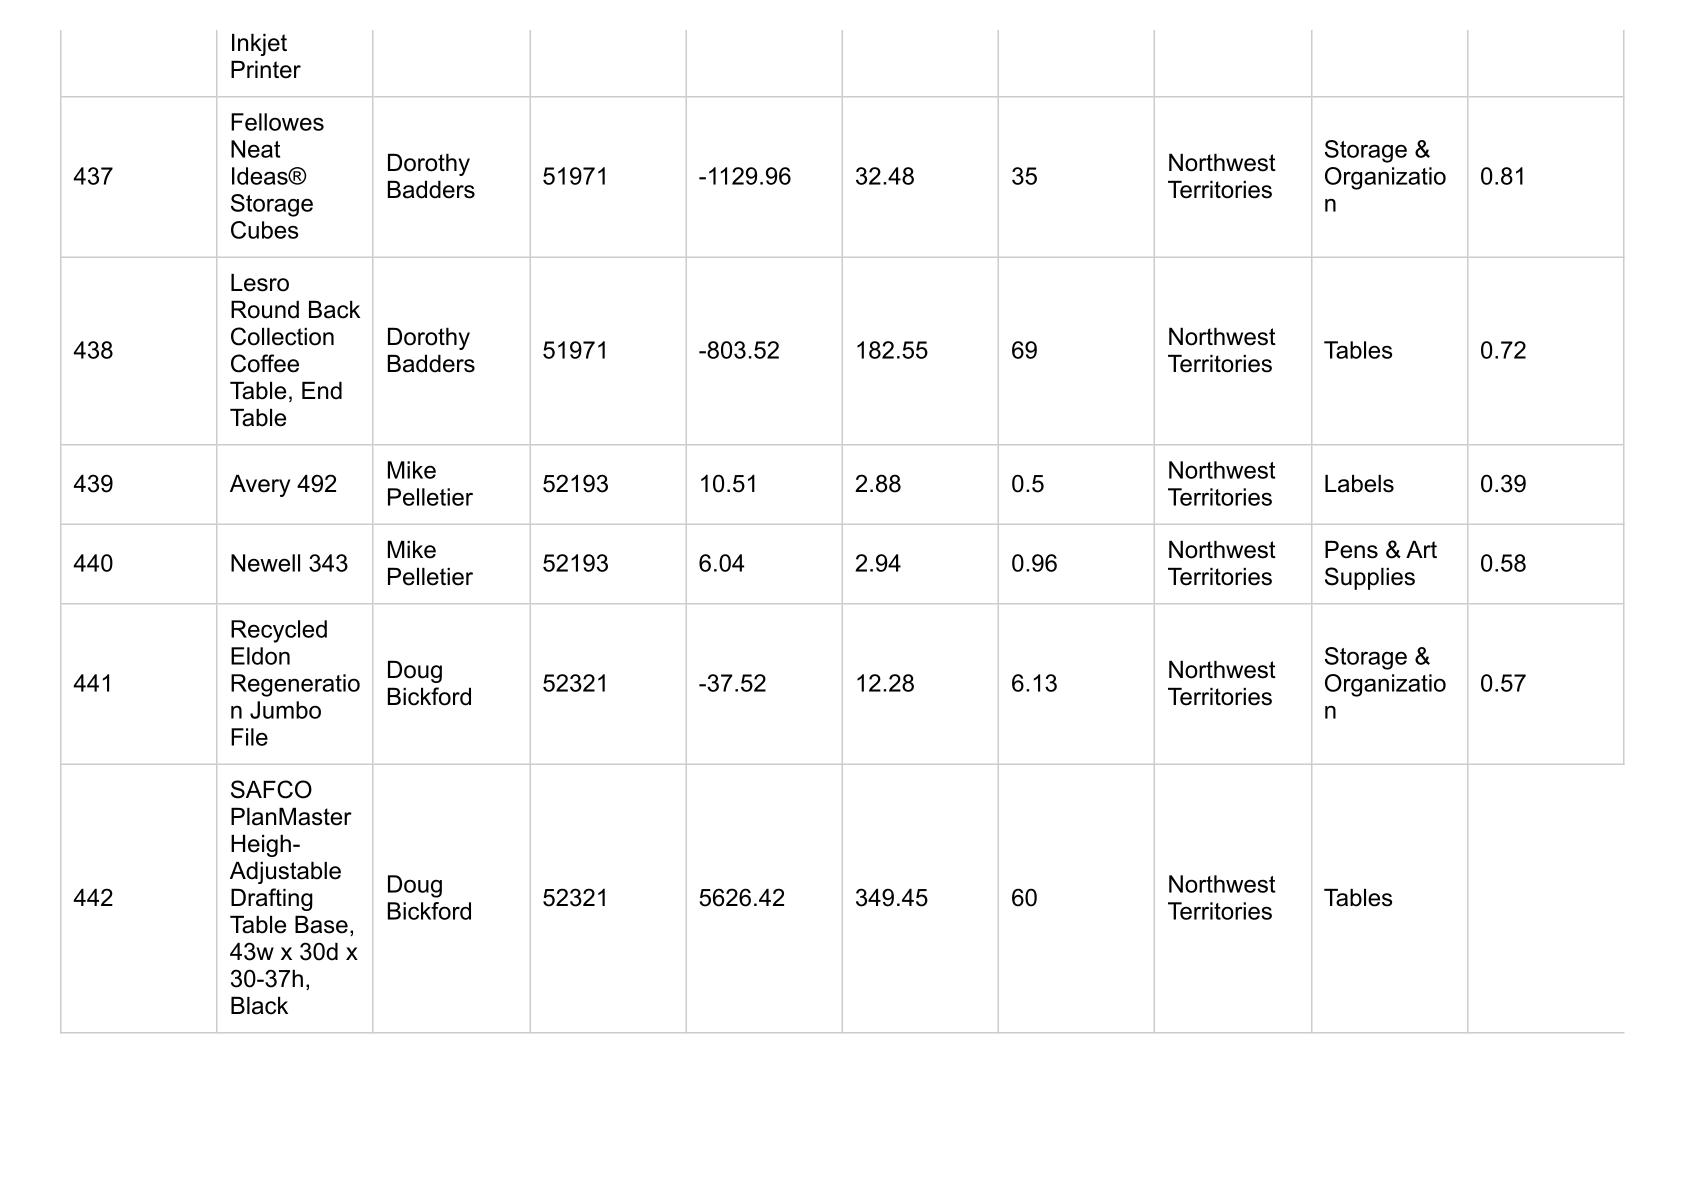 Inkjet
Printer
437
Fellowes
Neat
Ideas®
Storage
Cubes
Dorothy
Badders
51971
-1129.96
32.48
35
Northwest
Territories
Storage &
Organizatio
n
0.81
438
Lesro
Round Back
Collection
Coffee
Table, End
Table
Dorothy
Badders
51971
-803.52
182.55
69
Northwest
Territories
Tables
0.72
439
Avery 492
Mike
Pelletier
52193
10.51
2.88
0.5
Northwest
Territories
Labels
0.39
440
Newell 343
Mike
Pelletier
52193
6.04
2.94
0.96
Northwest
Territories
Pens & Art
Supplies
0.58
441
Recycled
Eldon
Regeneratio
n Jumbo
File
Doug
Bickford
52321
-37.52
12.28
6.13
Northwest
Territories
Storage &
Organizatio
n
0.57
442
SAFCO
PlanMaster
Heigh-
Adjustable
Drafting
Table Base,
43w x 30d x
30-37h,
Black
Doug
Bickford
52321
5626.42
349.45
60
Northwest
Territories
Tables